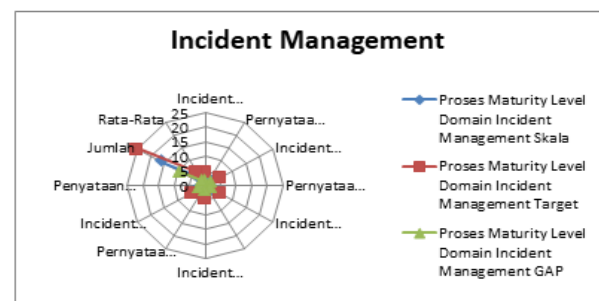 Incident Management
Incident...
Rata-Rata
Pernyataa...
Jumlah
Incident...
Penyataan...
Pernyataa...
Incident...
Incident...
Pernyataa...
Incident...
25
20
15
10
5
0
Proses Maturity Level
Domain Incident
Management Skala
Proses Maturity Level
Domain Incident
Management Target
Proses Maturity Level
Domain Incident
Management GAP